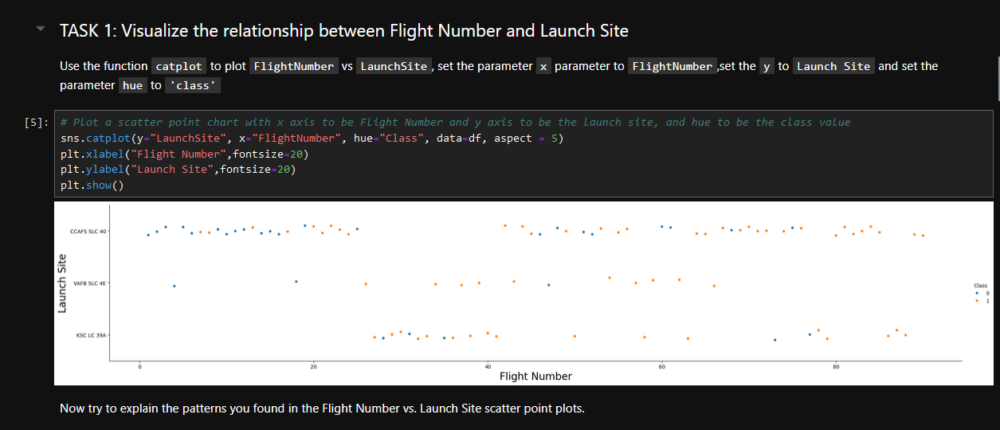 TASK 1: Visualize the relationship between Flight Number and Launch Site
Use the function catplot to plot FlightNumber vs LaunchSite , set the parameter x parameter to FlightNumber ,set the y to Launch Site and set the
parameter hue to 'class'
[5]: # Plot a scatter point chart with x axis to be Flight Number and y axis to be the launch site, and hue to be the class value
sns.catplot(y="LaunchSite", x="FlightNumber", hue="Class", data=df, aspect = 5)
plt.xlabel("Flight Number",fontsize=20)
plt.ylabel("Launch Site",fontsize=20)
plt.show()
CCAFS SLC 40
VAFB SLC 4E
KSC LC 39A
Launch Site
Class
0
1
0 20 40 60 80
Flight Number
Now try to explain the patterns you found in the Flight Number vs. Launch Site scatter point plots.